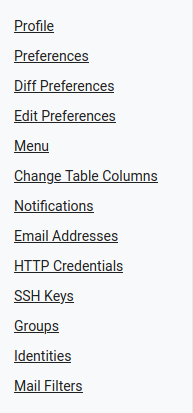 Profile
Preferences
Diff Preferences
Edit Preferences
Menu
Change Table Columns
Notifications
Email Addresses
HTTP Credentials
SSH Keys
Groups
Identities
Mail Filters